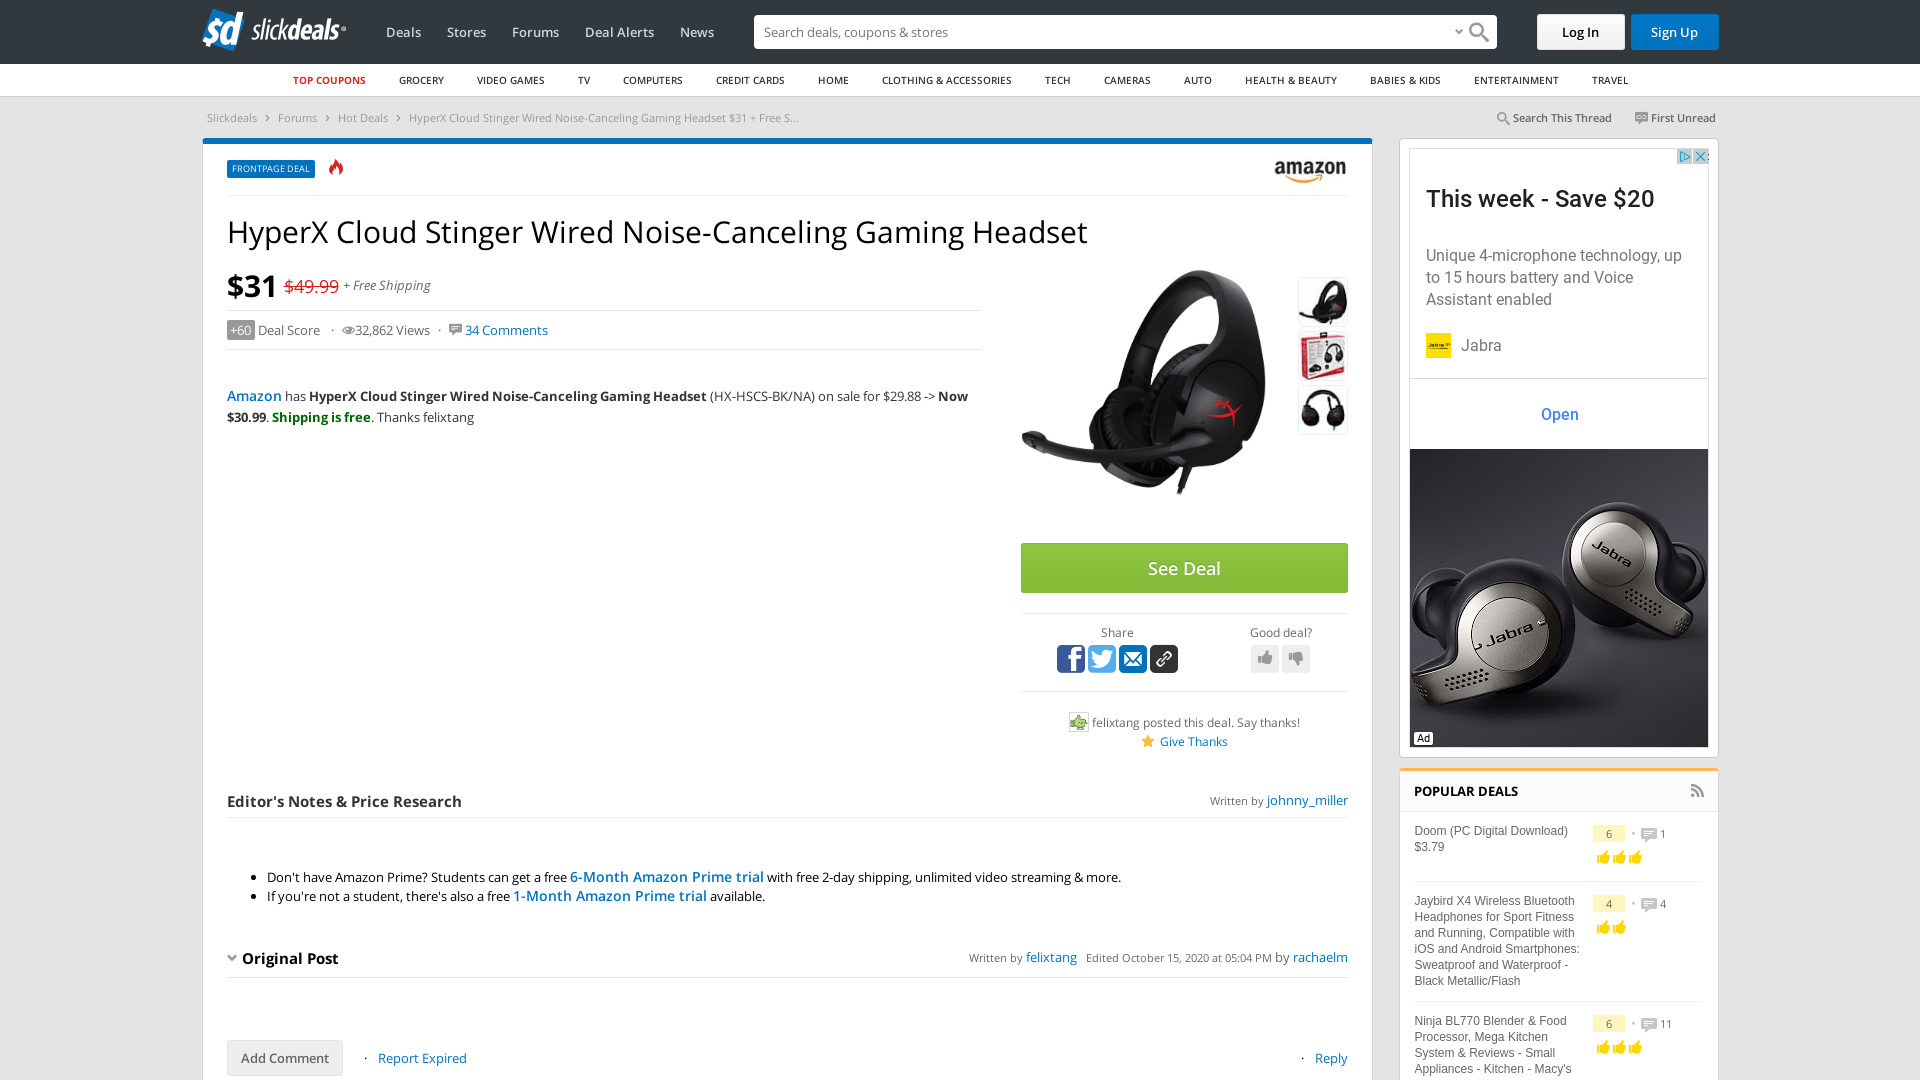 slickdeals
Deals
Stores
Forums
Deal Alerts
News
Search deals, coupons & stores
Log In
Sign Up
TOP COUPONS
GROCERY
VIDEO GAMES
TV
COMPUTERS
CREDIT CARDS
HOME
CLOTHING & ACCESSORIES
TECH
CAMERAS
AUTO
HEALTH & BEAUTY
BABIES & KIDS
ENTERTAINMENT
TRAVEL
Slickdeals > Forums > Hot Deals > HyperX Cloud Stinger Wired Noise-Canceling Gaming Headset $31 + Free S...
Search This Thread
First Unread
FRONTPAGE DEAL
amazon
HyperX Cloud Stinger Wired Noise-Canceling Gaming Headset
$31 $49.99 + Free Shipping
+60 Deal Score · 32,862 Views · 34 Comments
Amazon has HyperX Cloud Stinger Wired Noise-Canceling Gaming Headset (HX-HSCS-BK/NA) on sale for $29.88 -> Now
$30.99. Shipping is free. Thanks felixtang
See Deal
Share
Good deal?
felixtang posted this deal. Say thanks!
Give Thanks
Editor's Notes & Price Research
Written by johnny_miller
• Don't have Amazon Prime? Students can get a free 6-Month Amazon Prime trial with free 2-day shipping, unlimited video streaming & more.
• If you're not a student, there's also a free 1-Month Amazon Prime trial available.
Original Post
Written by felixtang Edited October 15, 2020 at 05:04 PM by rachaelm
Add Comment
· Report Expired
· Reply
This week - Save $20
Unique 4-microphone technology, up
to 15 hours battery and Voice
Assistant enabled
Jabra
Jabra
Open
Jabra
Jabra
Ad
POPULAR DEALS
Doom (PC Digital Download)
$3.79
6 • 1
Jaybird X4 Wireless Bluetooth
Headphones for Sport Fitness
and Running, Compatible with
iOS and Android Smartphones:
Sweatproof and Waterproof -
Black Metallic/Flash
4 • 4
Ninja BL770 Blender & Food
Processor, Mega Kitchen
System & Reviews - Small
Appliances - Kitchen - Macy's
6 • 11